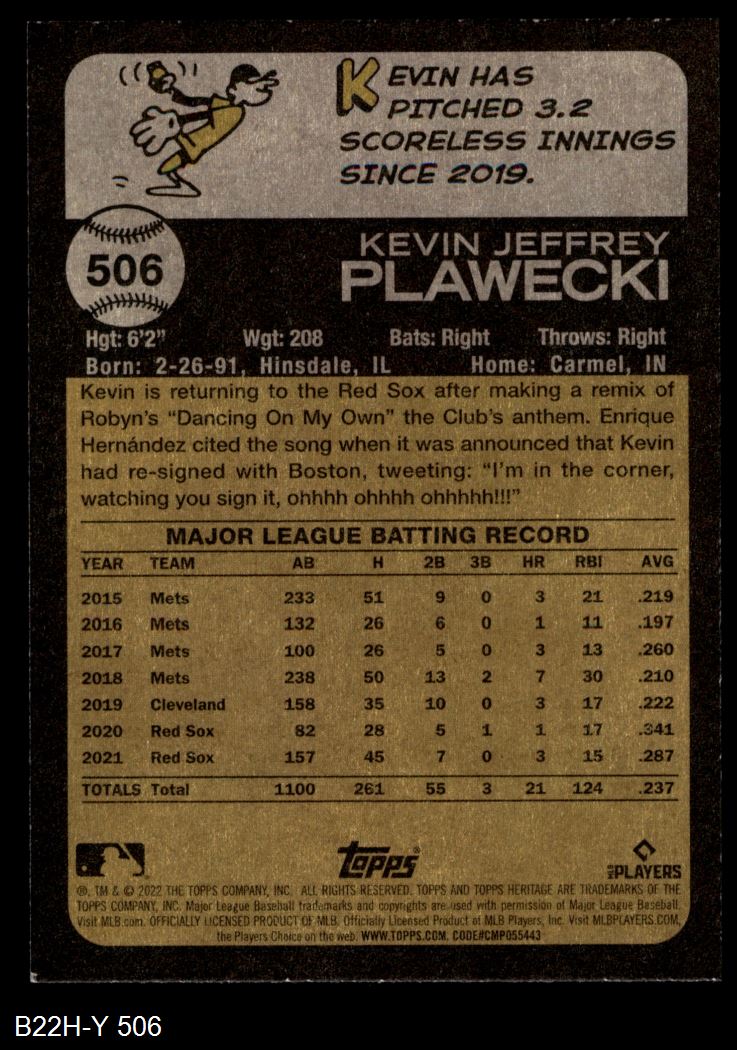 KEVIN HAS
PITCHED 3.2
SCORELESS INNINGS
SINCE 2019.
506
KEVIN JEFFREY
PLAWECKI
Hgt: 6'2" Wgt: 208 Bats: Right Throws: Right
Born: 2-26-91, Hinsdale, IL Home: Carmel, IN
Kevin is returning to the Red Sox after making a remix of
Robyn's "Dancing On My Own" the Club's anthem. Enrique
Hernández cited the song when it was announced that Kevin
had re-signed with Boston, tweeting: "I'm in the corner,
watching you sign it, ohhhh ohhhh ohhhhh!!!"
MAJOR LEAGUE BATTING RECORD
YEAR TEAM AB H 2B 3B HR RBI AVG
2015 Mets 233 51 9 0 3 21 .219
2016 Mets 132 26 6 0 1 11 .197
2017 Mets 100 26 5 0 3 13 .260
2018 Mets 238 50 13 2 7 30 .210
2019 Cleveland 158 35 10 0 3 17 .222
2020 Red Sox 82 28 5 1 1 17 .341
2021 Red Sox 157 45 7 0 3 15 .287
TOTALS Total 1100 261 55 3 21 124 .237
Topps® PLAYERS
®, TM & © 2022 THE TOPPS COMPANY, INC. ALL RIGHTS RESERVED. TOPPS AND TOPPS HERITAGE ARE TRADEMARKS OF THE
TOPPS COMPANY, INC. Major League Baseball trademarks and copyrights are used with permission of Major League Baseball.
Visit MLB.com. OFFICIALLY LICENSED PRODUCT OF MLB. Officially Licensed Product of MLB Players, Inc. Visit MLBPLAYERS.COM,
the Players Choice on the web. WWW.TOPPS.COM. CODE#CMP055443
B22H-Y 506